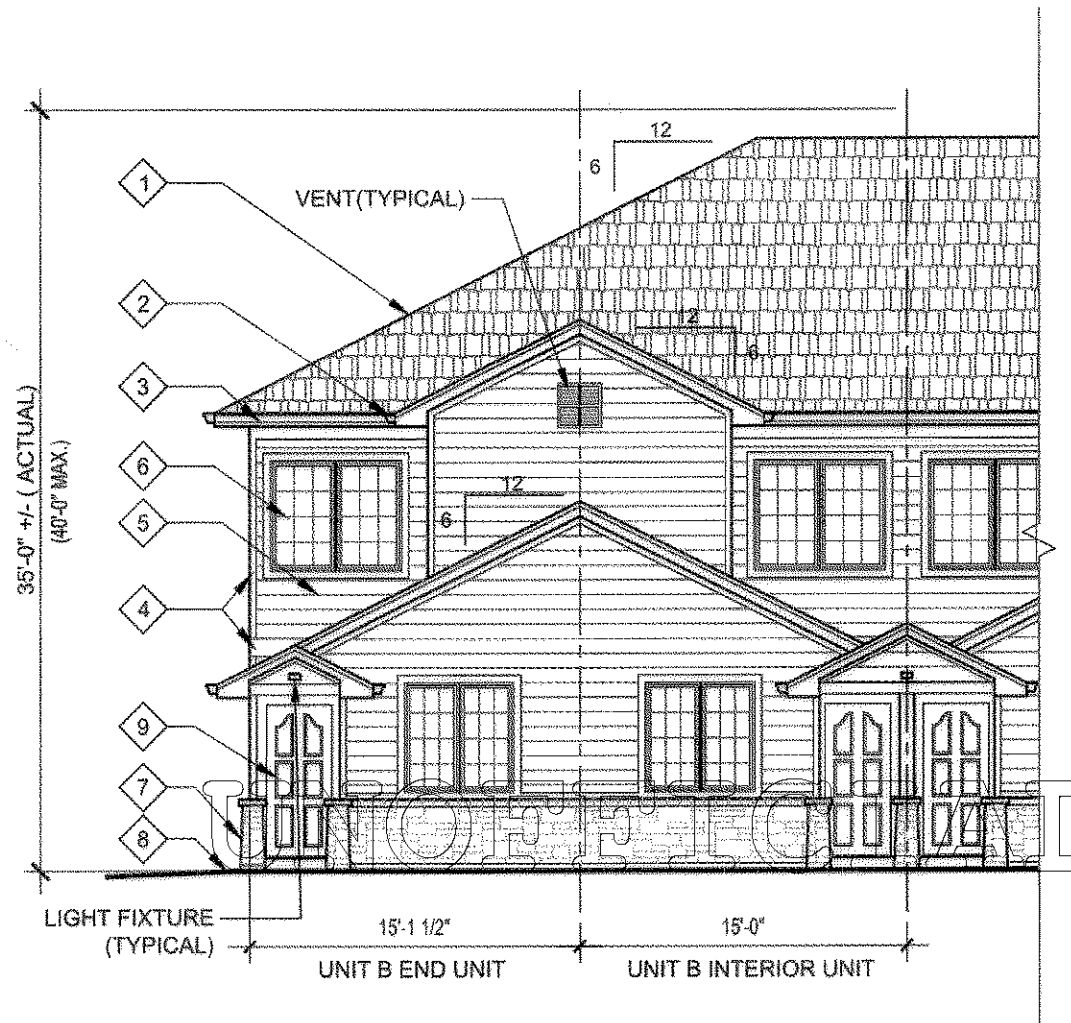 12
6
1
VENT(TYPICAL)
2
12
6
3
35'-0" +/- ( ACTUAL)
(40'-0" MAX.)
6
12
6
5
4
9
7
8
LIGHT FIXTURE
(TYPICAL)
15'-1 1/2"
15'-0"
UNIT B END UNIT
UNIT B INTERIOR UNIT